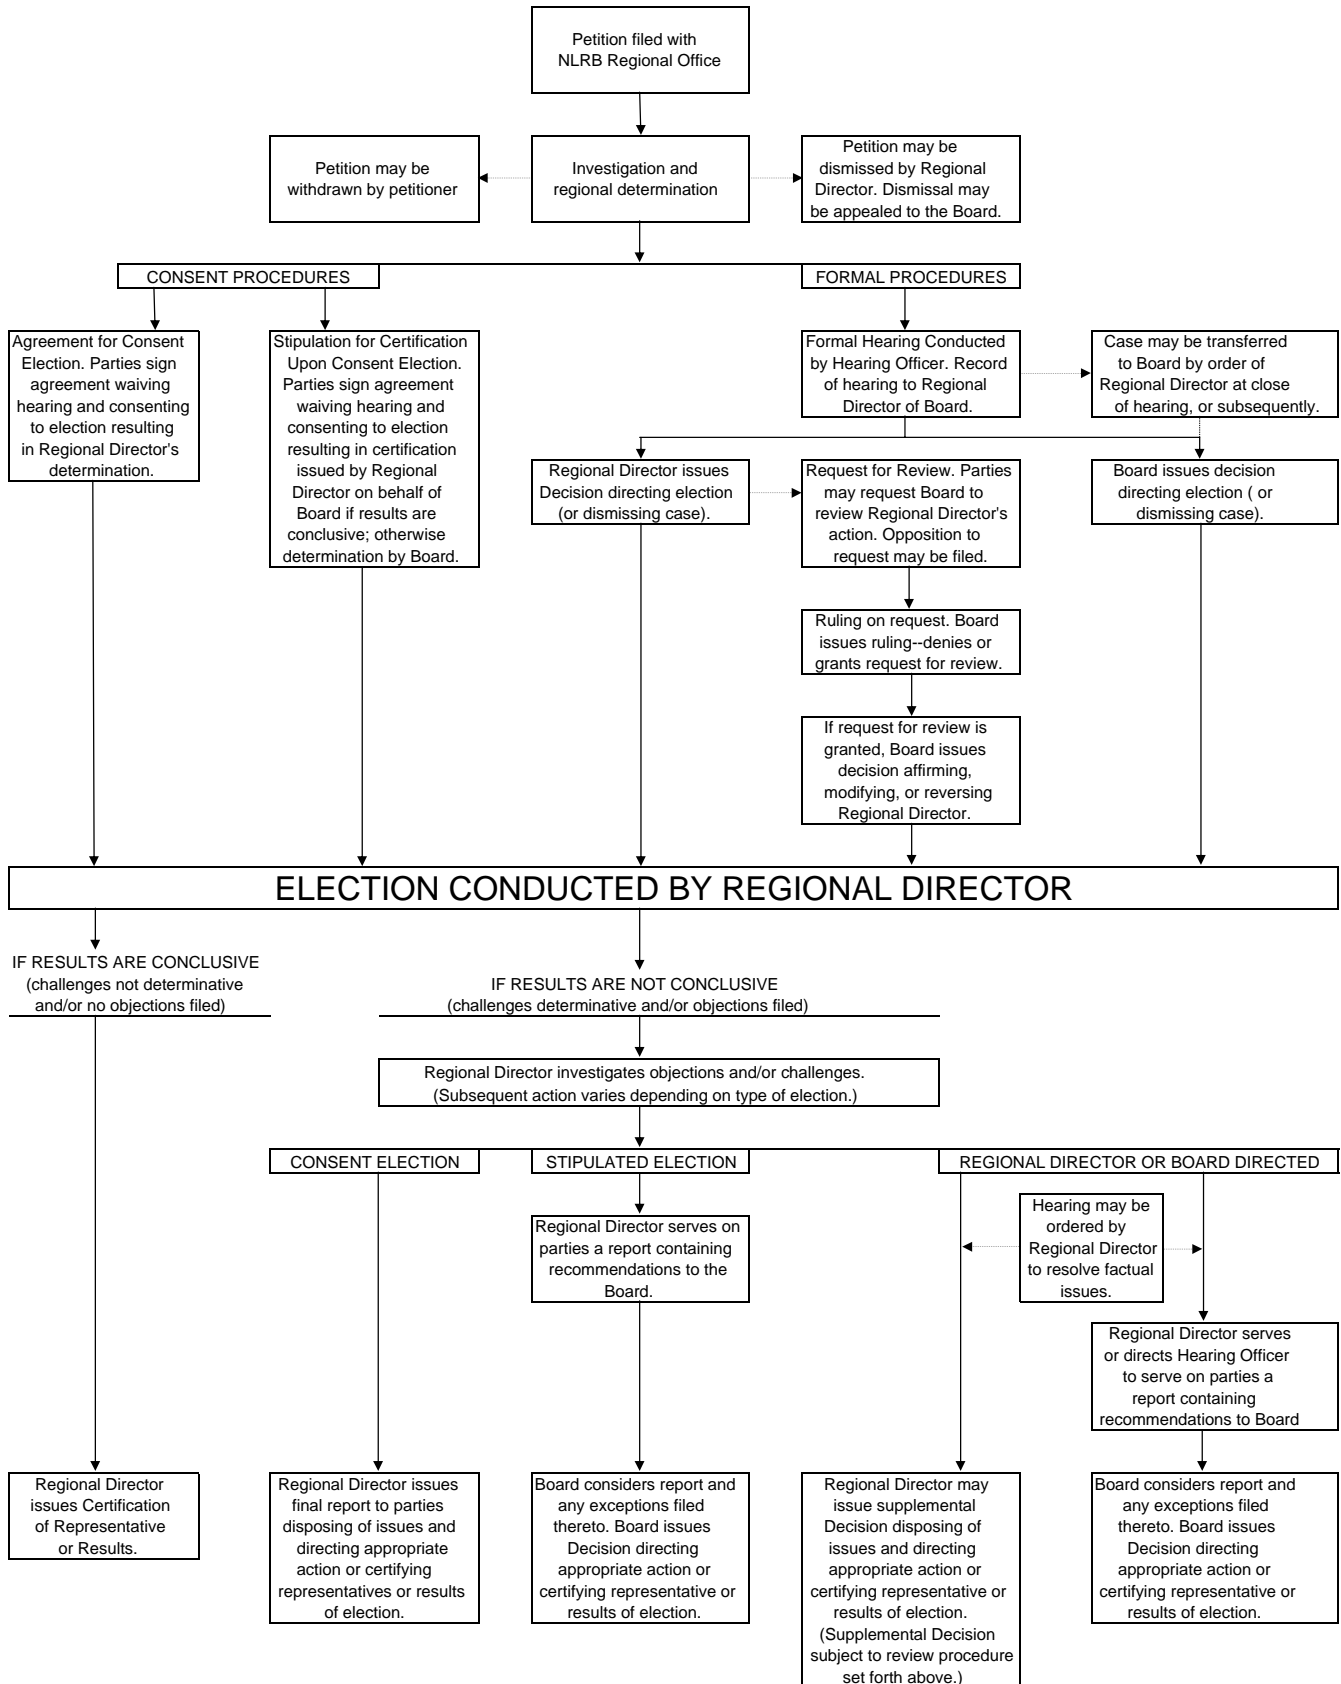 Petition filed with
NLRB Regional Office
Petition may be
withdrawn by petitioner
Investigation and
regional determination
Petition may be
dismissed by Regional
Director. Dismissal may
be appealed to the Board.
CONSENT PROCEDURES
FORMAL PROCEDURES
Agreement for Consent
Election. Parties sign
agreement waiving
hearing and consenting
to election resulting
in Regional Director's
determination.
Stipulation for Certification
Upon Consent Election.
Parties sign agreement
waiving hearing and
consenting to election
resulting in certification
issued by Regional
Director on behalf of
Board if results are
conclusive; otherwise
determination by Board.
Formal Hearing Conducted
by Hearing Officer. Record
of hearing to Regional
Director of Board.
Case may be transferred
to Board by order of
Regional Director at close
of hearing, or subsequently.
Regional Director issues
Decision directing election
(or dismissing case).
Request for Review. Parties
may request Board to
review Regional Director's
action. Opposition to
request may be filed.
Board issues decision
directing election ( or
dismissing case).
Ruling on request. Board
issues ruling--denies or
grants request for review.
If request for review is
granted, Board issues
decision affirming,
modifying, or reversing
Regional Director.
ELECTION CONDUCTED BY REGIONAL DIRECTOR
IF RESULTS ARE CONCLUSIVE
(challenges not determinative
and/or no objections filed)
IF RESULTS ARE NOT CONCLUSIVE
(challenges determinative and/or objections filed)
Regional Director investigates objections and/or challenges.
(Subsequent action varies depending on type of election.)
CONSENT ELECTION
STIPULATED ELECTION
REGIONAL DIRECTOR OR BOARD DIRECTED
Hearing may be
ordered by
Regional Director
to resolve factual
issues.
Regional Director serves on
parties a report containing
recommendations to the
Board.
Regional Director serves
or directs Hearing Officer
to serve on parties a
report containing
recommendations to Board
Regional Director
issues Certification
of Representative
or Results.
Regional Director issues
final report to parties
disposing of issues and
directing appropriate
action or certifying
representatives or results
of election.
Board considers report and
any exceptions filed
thereto. Board issues
Decision directing
appropriate action or
certifying representative or
results of election.
Regional Director may
issue supplemental
Decision disposing of
issues and directing
appropriate action or
certifying representative or
results of election.
(Supplemental Decision
subject to review procedure
set forth above.)
Board considers report and
any exceptions filed
thereto. Board issues
Decision directing
appropriate action or
certifying representative or
results of election.